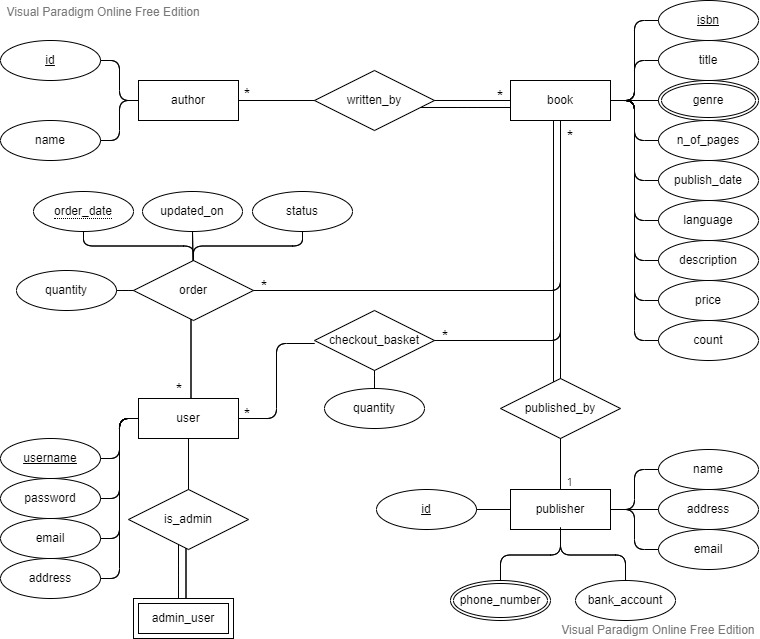 Visual Paradigm Online Free Edition
isbn
id
title
*
*
author
written_by
book
genre
*
name
n_of_pages
publish_date
order_date
updated_on
status
language
description
*
quantity
order
price
*
checkout_basket
count
*
*
quantity
published_by
user
username
name
1
password
id
publisher
address
is_admin
email
email
address
phone_number
bank_account
admin_user
Visual Paradigm Online Free Edition